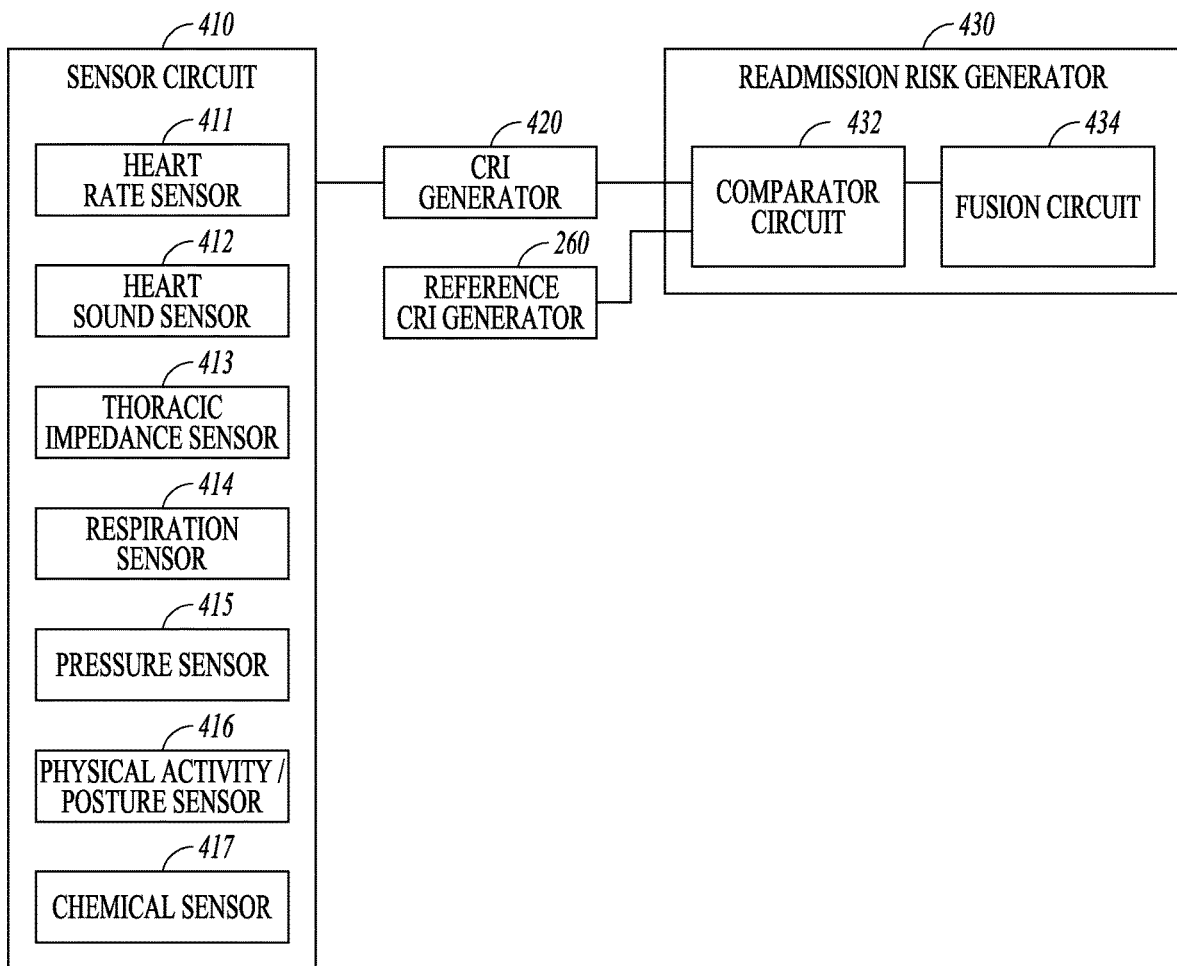 410
SENSOR CIRCUIT
411
HEART
RATE SENSOR
412
HEART
SOUND SENSOR
413
THORACIC
IMPEDANCE SENSOR
414
RESPIRATION
SENSOR
415
PRESSURE SENSOR
416
PHYSICAL ACTIVITY /
POSTURE SENSOR
417
CHEMICAL SENSOR
420
CRI
GENERATOR
260
REFERENCE
CRI GENERATOR
430
READMISSION RISK GENERATOR
432
COMPARATOR
CIRCUIT
434
FUSION CIRCUIT